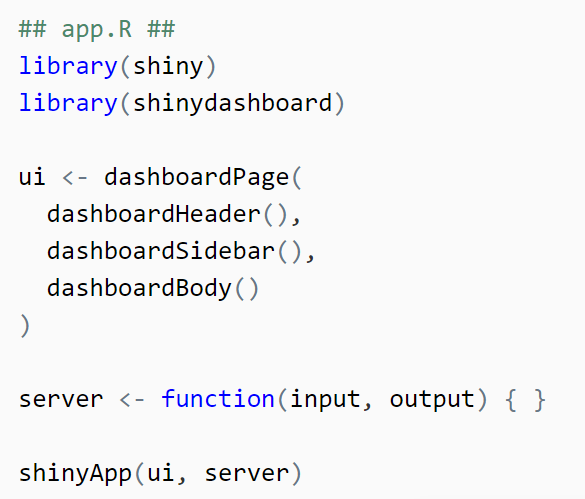 ## app.R ##
library(shiny)
library(shinydashboard)

ui <- dashboardPage(
  dashboardHeader(),
  dashboardSidebar(),
  dashboardBody()
)

server <- function(input, output) { }

shinyApp(ui, server)